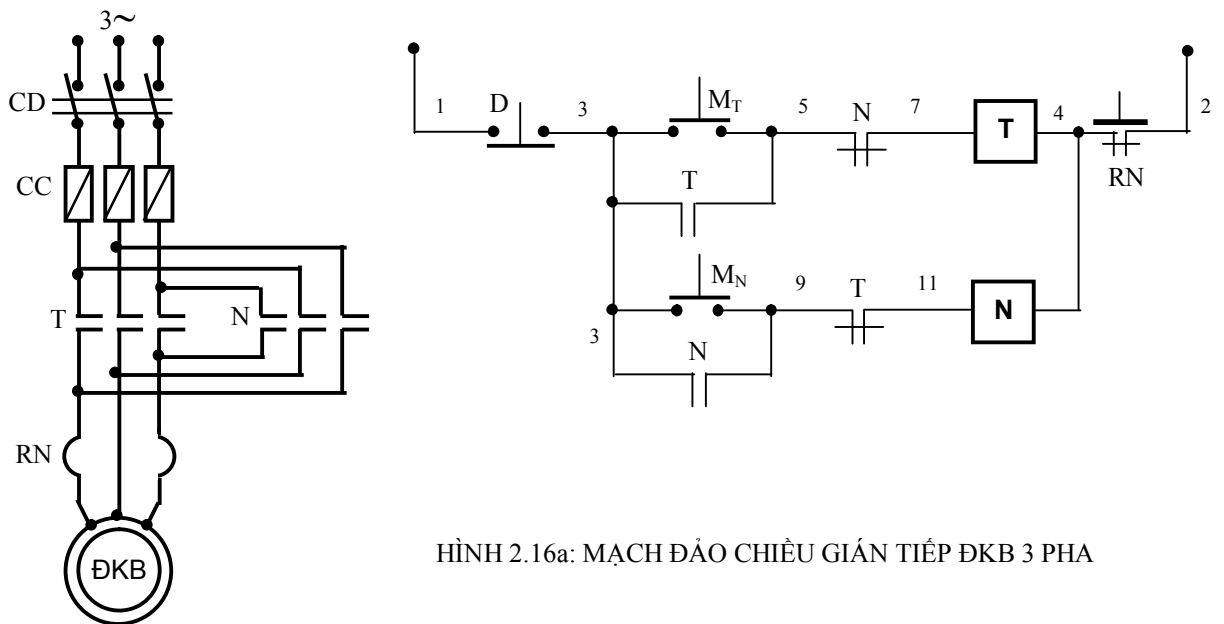 3~
CD
CC
T
N
RN
ĐKB
1
D
3
M_T
5
N
7
T
4
2
RN
T
M_N
9
T
11
N
3
N
HÌNH 2.16a: MẠCH ĐẢO CHIỀU GIÁN TIẾP ĐKB 3 PHA